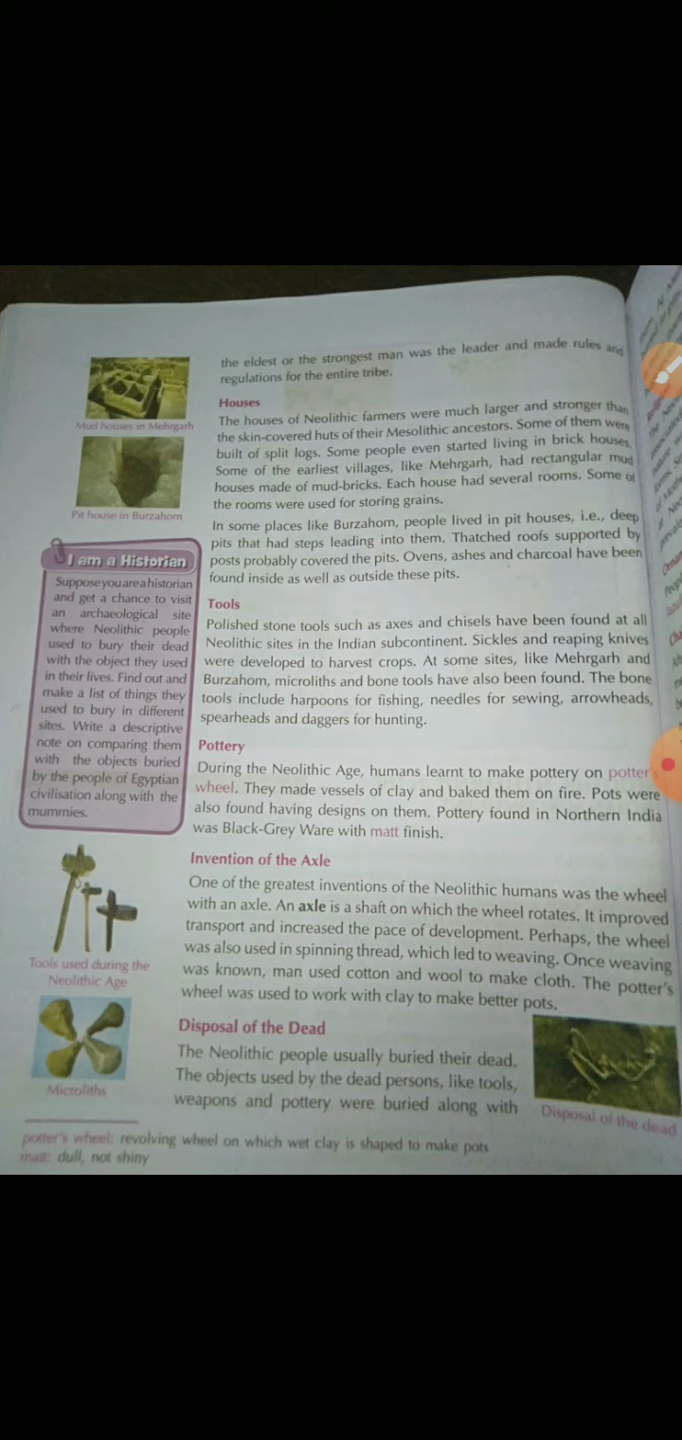 the eldest or the strongest man was the leader and made rules and
regulations for the entire tribe.
Houses
The houses of Neolithic farmers were much larger and stronger than
the skin-covered huts of their Mesolithic ancestors. Some of them were
built of split logs. Some people even started living in brick houses.
Some of the earliest villages, like Mehrgarh, had rectangular mud
houses made of mud-bricks. Each house had several rooms. Some of
the rooms were used for storing grains.
In some places like Burzahom, people lived in pit houses, i.e., deep
pits that had steps leading into them. Thatched roofs supported by
posts probably covered the pits. Ovens, ashes and charcoal have been
found inside as well as outside these pits.
Tools
Polished stone tools such as axes and chisels have been found at all
Neolithic sites in the Indian subcontinent. Sickles and reaping knives
were developed to harvest crops. At some sites, like Mehrgarh and
Burzahom, microliths and bone tools have also been found. The bone
tools include harpoons for fishing, needles for sewing, arrowheads,
spearheads and daggers for hunting.
Pottery
During the Neolithic Age, humans learnt to make pottery on potter's
wheel. They made vessels of clay and baked them on fire. Pots were
also found having designs on them. Pottery found in Northern India
was Black-Grey Ware with matt finish.
Invention of the Axle
One of the greatest inventions of the Neolithic humans was the wheel
with an axle. An axle is a shaft on which the wheel rotates. It improved
transport and increased the pace of development. Perhaps, the wheel
was also used in spinning thread, which led to weaving. Once weaving
was known, man used cotton and wool to make cloth. The potter's
wheel was used to work with clay to make better pots.
Disposal of the Dead
The Neolithic people usually buried their dead.
The objects used by the dead persons, like tools,
weapons and pottery were buried along with
Disposal of the dead
Mud houses in Mehrgarh
Pit house in Burzahom
I am a Historian
Suppose you are a historian
and get a chance to visit
an archaeological site
where Neolithic people
used to bury their dead
with the object they used
in their lives. Find out and
make a list of things they
used to bury in different
sites. Write a descriptive
note on comparing them
with the objects buried
by the people of Egyptian
civilisation along with the
mummies.
Tools used during the
Neolithic Age
Microliths
potter's wheel: revolving wheel on which wet clay is shaped to make pots
matt: dull, not shiny